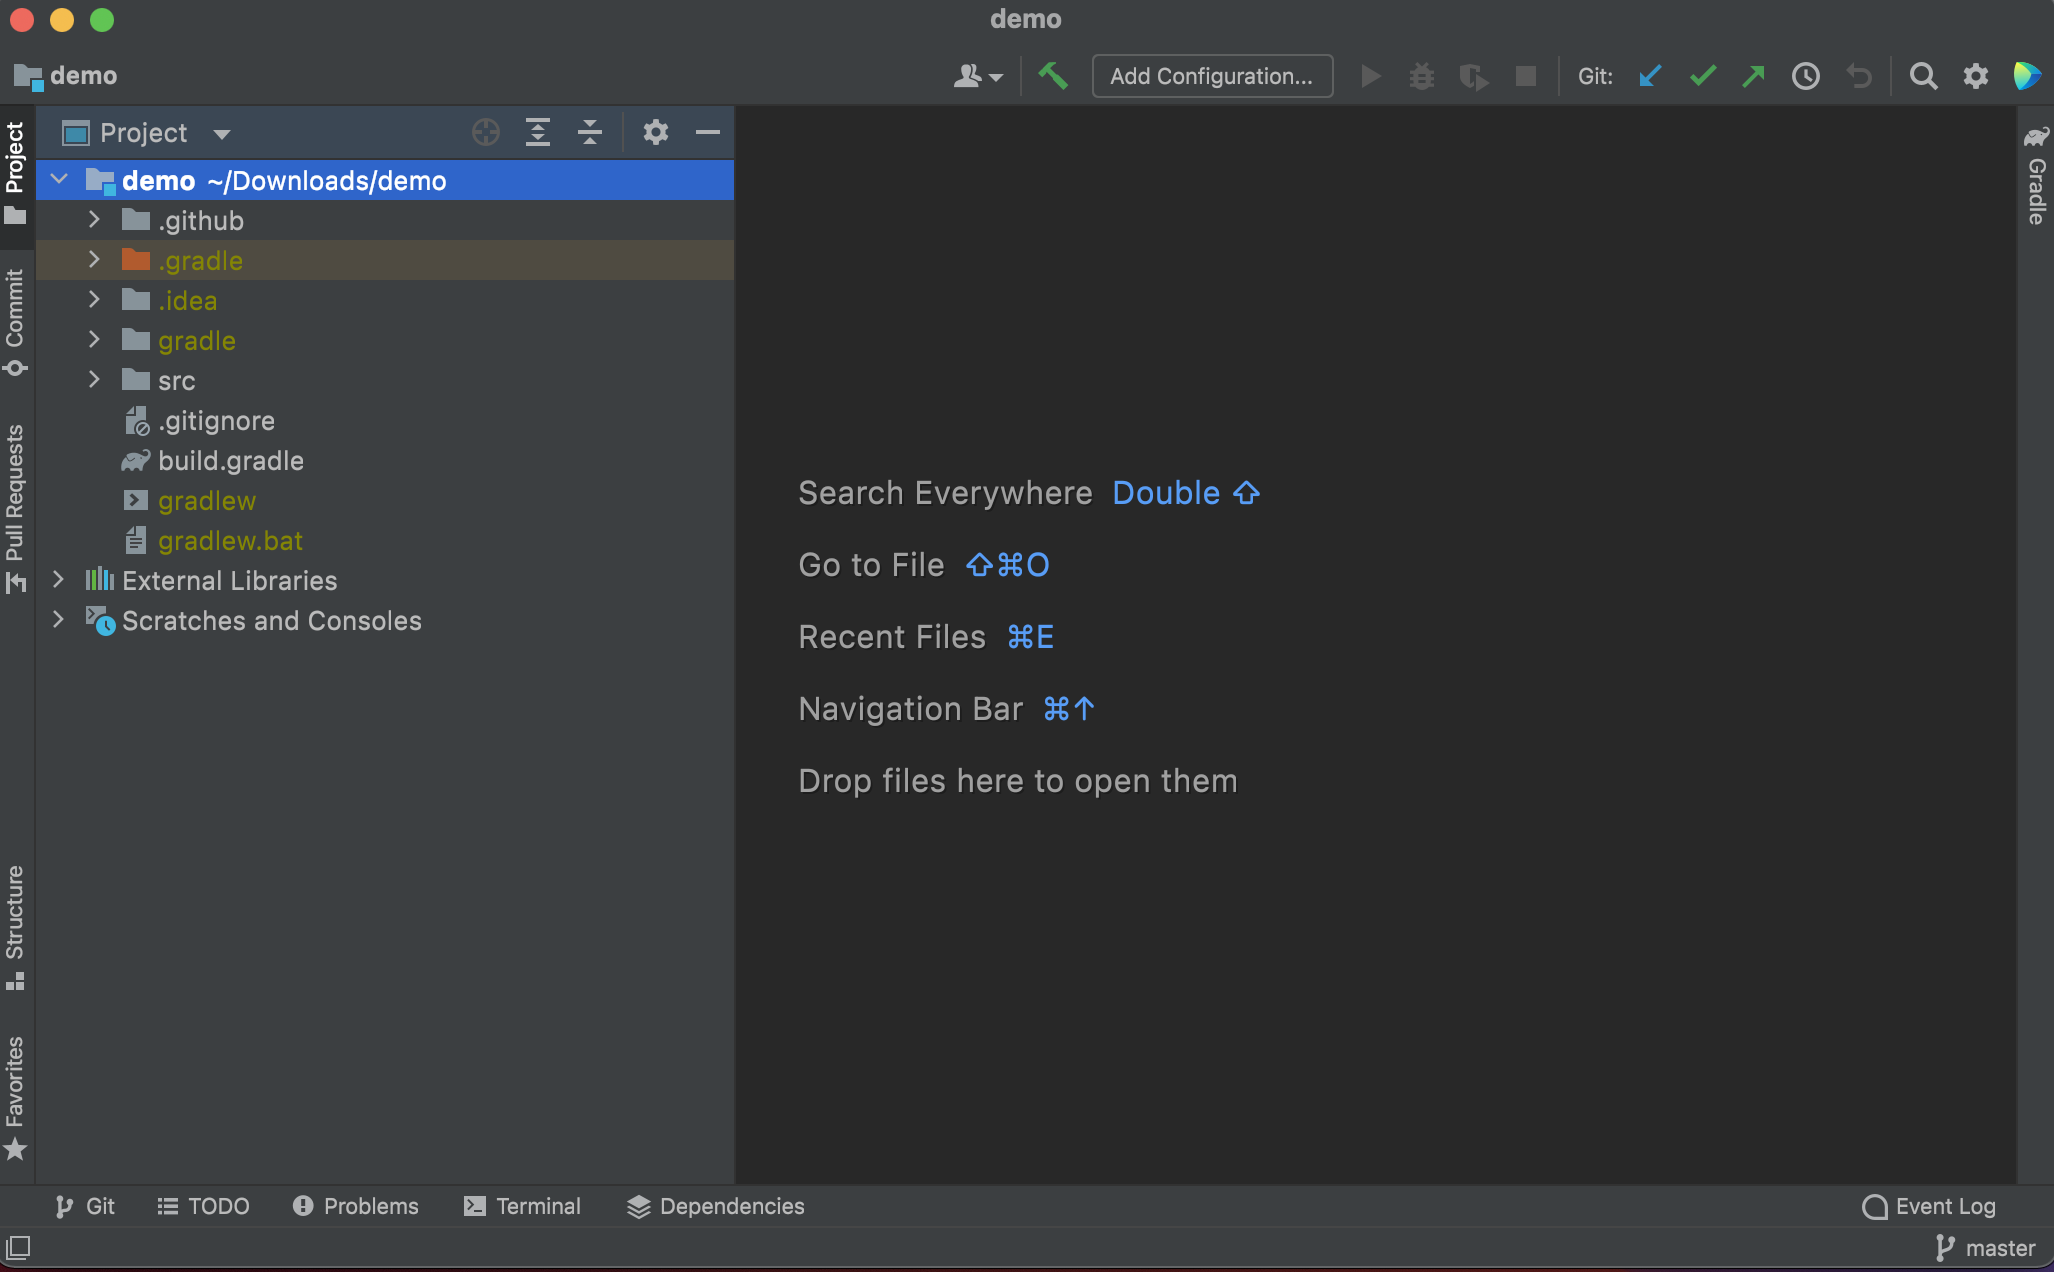 demo
demo
Add Configuration...
Git:
Project
Project
demo ~/Downloads/demo
.github
.gradle
.idea
gradle
src
.gitignore
build.gradle
gradlew
gradlew.bat
External Libraries
Scratches and Consoles
Commit
Pull Requests
Structure
Favorites
Search Everywhere Double ⇧
Go to File ⇧⌘O
Recent Files ⌘E
Navigation Bar ⌘↑
Drop files here to open them
Gradle
Git
TODO
Problems
Terminal
Dependencies
Event Log
master